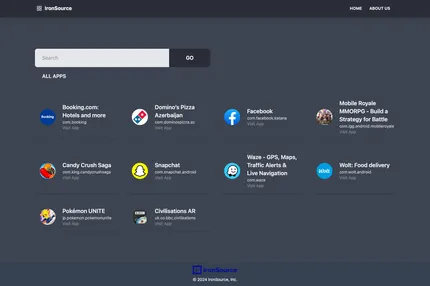 IronSource
HOME
ABOUT US
Search
GO
ALL APPS
Booking.com:
Hotels and more
com.booking
Visit App
Domino's Pizza
Azerbaijan
com.dominospizza.az
Visit App
Facebook
com.facebook.katana
Visit App
Mobile Royale
MMORPG - Build a
Strategy for Battle
com.igg.android.mobileroyale
Visit App
Candy Crush Saga
com.king.candycrushsaga
Visit App
Snapchat
com.snapchat.android
Visit App
Waze - GPS, Maps,
Traffic Alerts &
Live Navigation
com.waze
Visit App
Wolt
Wolt: Food delivery
com.wolt.android
Visit App
Pokémon UNITE
jp.pokemon.pokemonunite
Visit App
Civilisations AR
uk.co.bbc.civilisations
Visit App
IronSource
© 2024 IronSource, Inc.